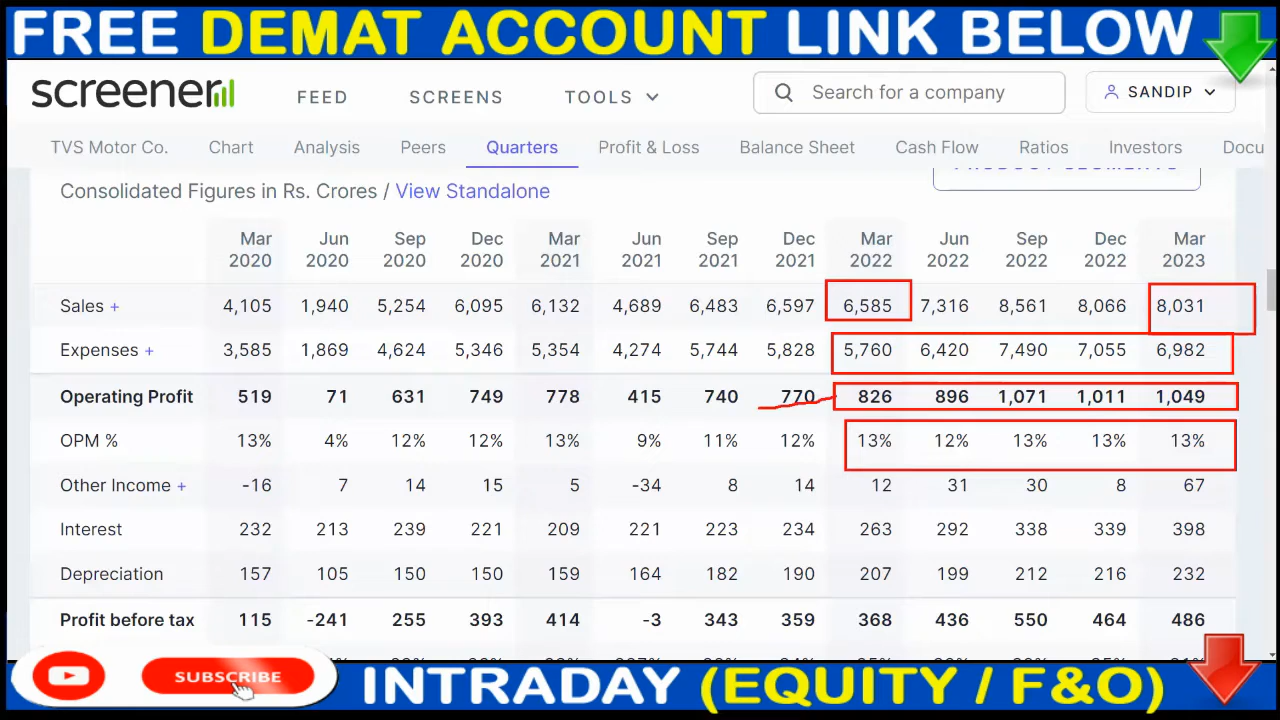 FREE DEMAT ACCOUNT LINK BELOW
screener FEED SCREENS TOOLS Search for a company SANDIP
TVS Motor Co. Chart Analysis Peers Quarters Profit & Loss Balance Sheet Cash Flow Ratios Investors Docu
PRODUCT SEGMENTS
Consolidated Figures in Rs. Crores / View Standalone
Mar Jun Sep Dec Mar Jun Sep Dec Mar Jun Sep Dec Mar
2020 2020 2020 2020 2021 2021 2021 2021 2022 2022 2022 2022 2023
Sales + 4,105 1,940 5,254 6,095 6,132 4,689 6,483 6,597 6,585 7,316 8,561 8,066 8,031
Expenses + 3,585 1,869 4,624 5,346 5,354 4,274 5,744 5,828 5,760 6,420 7,490 7,055 6,982
Operating Profit 519 71 631 749 778 415 740 770 826 896 1,071 1,011 1,049
OPM % 13% 4% 12% 12% 13% 9% 11% 12% 13% 12% 13% 13% 13%
Other Income + -16 7 14 15 5 -34 8 14 12 31 30 8 67
Interest 232 213 239 221 209 221 223 234 263 292 338 339 398
Depreciation 157 105 150 150 159 164 182 190 207 199 212 216 232
Profit before tax 115 -241 255 393 414 -3 343 359 368 436 550 464 486
SUBSCRIBE
INTRADAY (EQUITY / F&O)